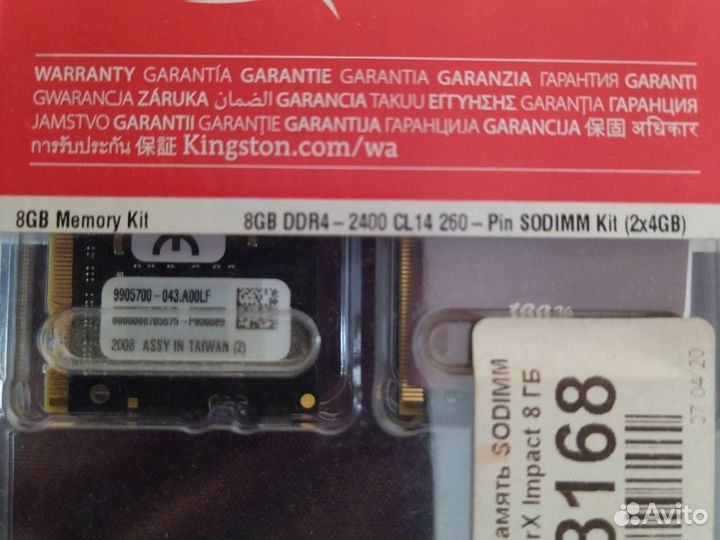 WARRANTY GARANTÍA GARANTIE GARANTIA GARANZIA ГАРАНТИЯ GARANTI
GWARANCJA ZÁRUKA الضمان GARANCIA TAKUU ΕΓΓΥΗΣΗΣ GARANŢIA ГАРАНЦИЯ
JAMSTVO GARANTII GARANTIE GARANTIJA ГАРАНЦИЈА GARANCIJA 保固 अधिकार
การรับประกัน 保証 Kingston.com/wa
8GB Memory Kit
8GB DDR4 - 2400 CL14 260 - Pin SODIMM Kit (2x4GB)
9905700-043.A00LF
2008 ASSY IN TAIWAN (2)
100%
амять SODIMM
rX Impact 8 ГБ
8168
07/04/20
Avito